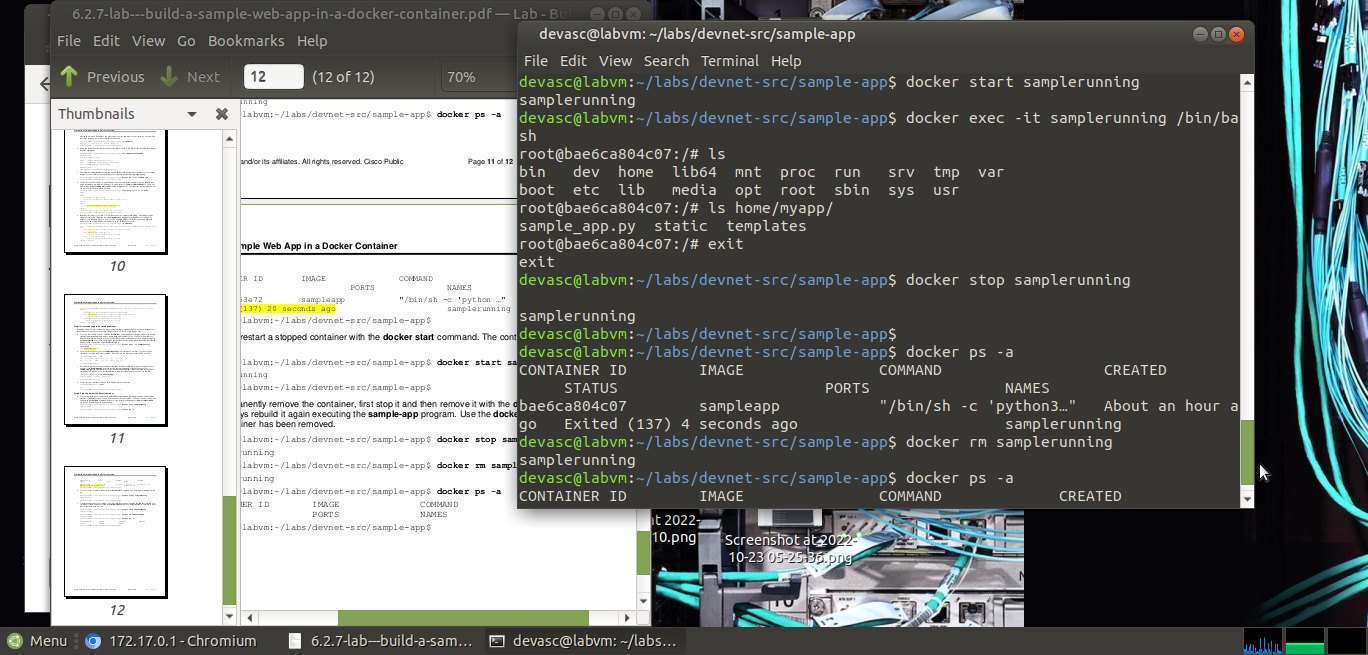 6.2.7-lab---build-a-sample-web-app-in-a-docker-container.pdf — Lab - Bu
File Edit View Go Bookmarks Help
Previous Next 12 (12 of 12) 70%
Thumbnails
10
11
12
nning
labvm:~/labs/devnet-src/sample-app$ docker ps -a
and/or its affiliates. All rights reserved. Cisco Public Page 11 of 12
mple Web App in a Docker Container
ER ID IMAGE COMMAND
PORTS NAMES
63e72 sampleapp "/bin/sh -c 'python …"
(137) 20 seconds ago samplerunning
labvm:~/labs/devnet-src/sample-app$
restart a stopped container with the docker start command. The cont
labvm:~/labs/devnet-src/sample-app$ docker start sa
nning
labvm:~/labs/devnet-src/sample-app$
anently remove the container, first stop it and then remove it with the d
ys rebuild it again executing the sample-app program. Use the docke
iner has been removed.
labvm:~/labs/devnet-src/sample-app$ docker stop sam
unning
labvm:~/labs/devnet-src/sample-app$ docker rm sampl
unning
labvm:~/labs/devnet-src/sample-app$ docker ps -a
ER ID IMAGE COMMAND
PORTS NAMES
labvm:~/labs/devnet-src/sample-app$
devasc@labvm: ~/labs/devnet-src/sample-app
File Edit View Search Terminal Help
devasc@labvm:~/labs/devnet-src/sample-app$ docker start samplerunning
samplerunning
devasc@labvm:~/labs/devnet-src/sample-app$ docker exec -it samplerunning /bin/ba
sh
root@bae6ca804c07:/# ls
bin dev home lib64 mnt proc run srv tmp var
boot etc lib media opt root sbin sys usr
root@bae6ca804c07:/# ls home/myapp/
sample_app.py static templates
root@bae6ca804c07:/# exit
exit
devasc@labvm:~/labs/devnet-src/sample-app$ docker stop samplerunning
samplerunning
devasc@labvm:~/labs/devnet-src/sample-app$
devasc@labvm:~/labs/devnet-src/sample-app$ docker ps -a
CONTAINER ID IMAGE COMMAND CREATED
STATUS PORTS NAMES
bae6ca804c07 sampleapp "/bin/sh -c 'python3…" About an hour a
go Exited (137) 4 seconds ago samplerunning
devasc@labvm:~/labs/devnet-src/sample-app$ docker rm samplerunning
samplerunning
devasc@labvm:~/labs/devnet-src/sample-app$ docker ps -a
CONTAINER ID IMAGE COMMAND CREATED
at 2022-
10.png
Screenshot at 2022-
10-23 05-25-36.png
Menu 172.17.0.1 - Chromium 6.2.7-lab---build-a-sam... devasc@labvm: ~/labs...